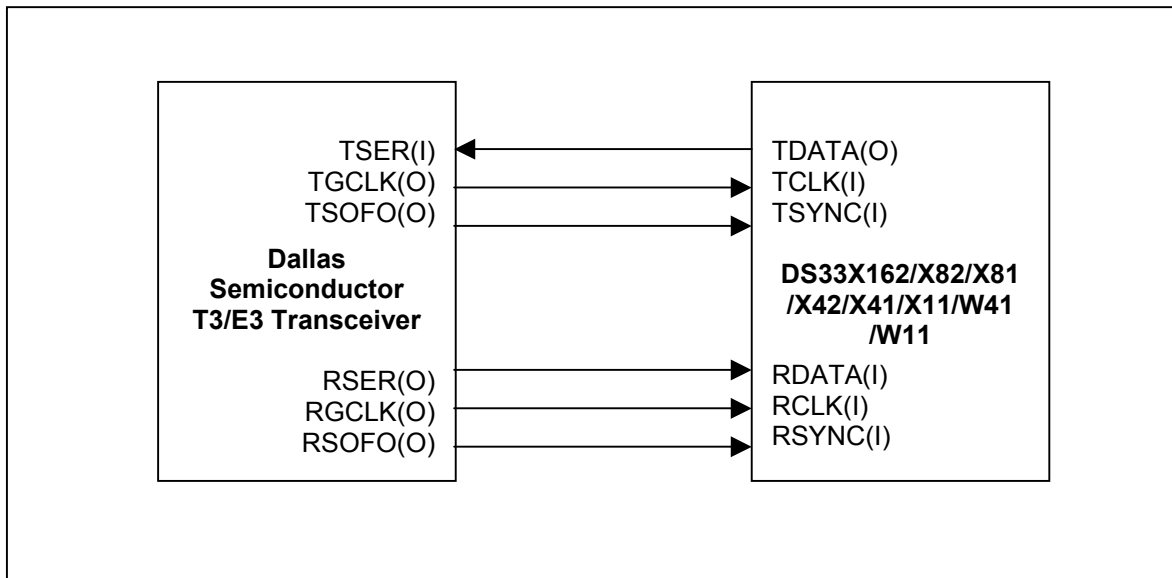 TSER(I)
TGCLK(O)
TSOFO(O)
Dallas
Semiconductor
T3/E3 Transceiver
RSER(O)
RGCLK(O)
RSOFO(O)
TDATA(O)
TCLK(I)
TSYNC(I)
DS33X162/X82/X81
/X42/X41/X11/W41
/W11
RDATA(I)
RCLK(I)
RSYNC(I)